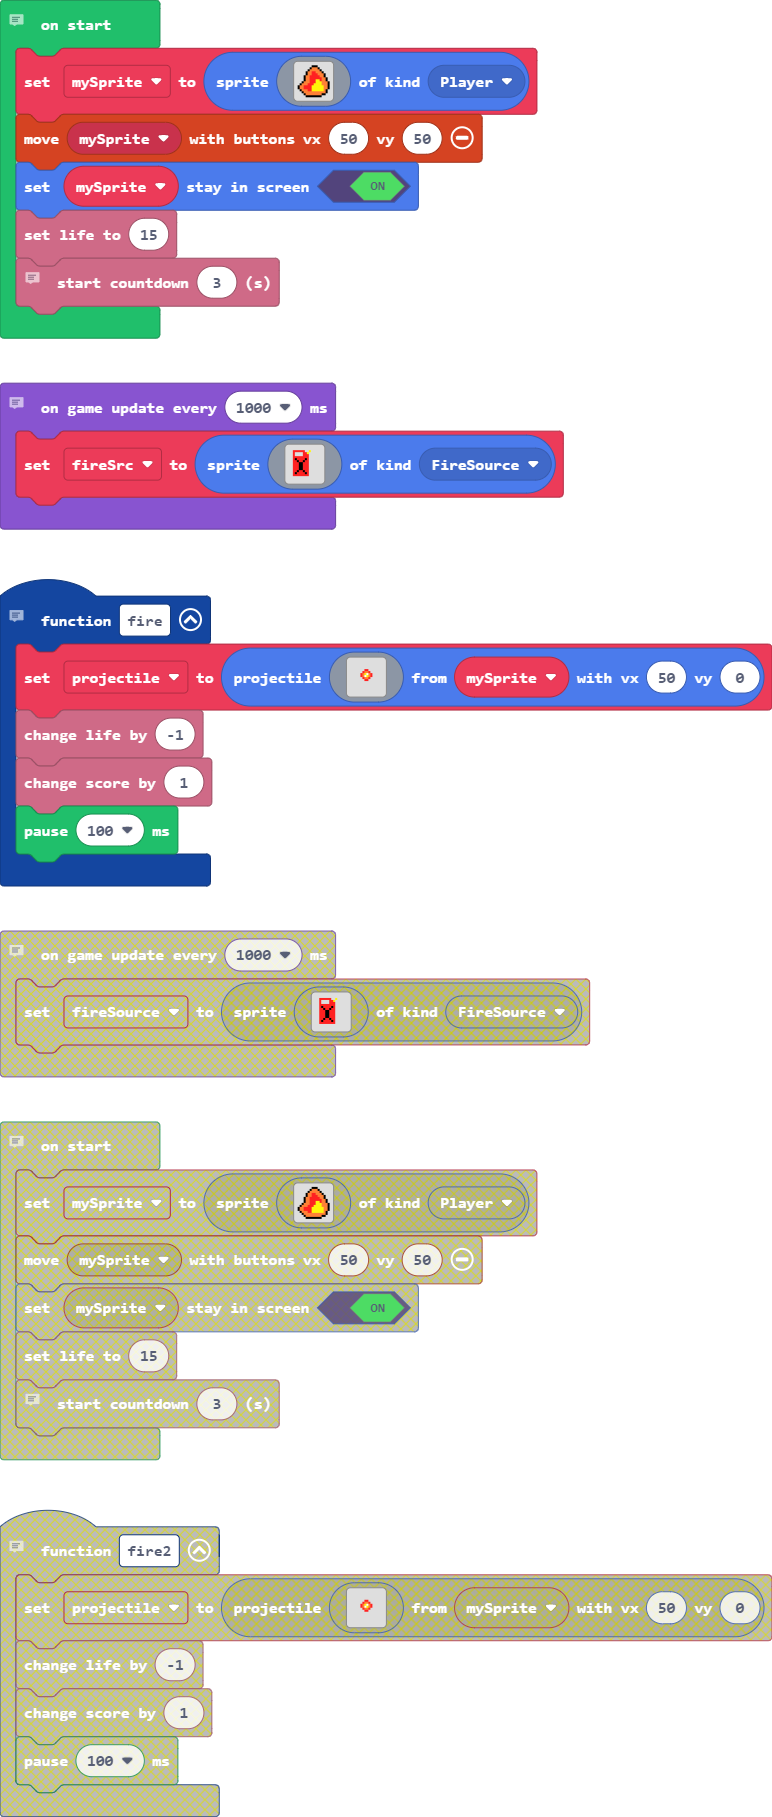 on start
set mySprite to sprite of kind Player
move mySprite with buttons vx 50 vy 50
set mySprite stay in screen ON
set life to 15
start countdown 3 (s)
on game update every 1000 ms
set fireSrc to sprite of kind FireSource
function fire
set projectile to projectile from mySprite with vx 50 vy 0
change life by -1
change score by 1
pause 100 ms
on game update every 1000 ms
set fireSource to sprite of kind FireSource
on start
set mySprite to sprite of kind Player
move mySprite with buttons vx 50 vy 50
set mySprite stay in screen ON
set life to 15
start countdown 3 (s)
function fire2
set projectile to projectile from mySprite with vx 50 vy 0
change life by -1
change score by 1
pause 100 ms